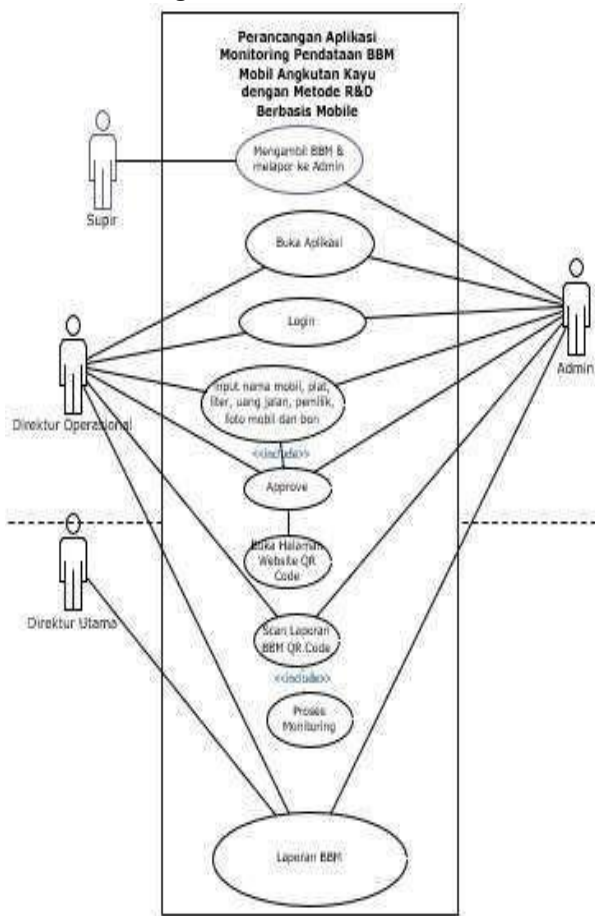 Perancangan Aplikasi
Monitoring Pendataan BBM
Mobil Angkutan Kayu
dengan Metode R&D
Berbasis Mobile
Mengambil BBM &
melapor ke Admin
Supir
Buka Aplikasi
Login
Admin
Input nama mobil, plat,
liter, uang jalan, pemilik,
foto mobil dan bon
Direktur Operasional
<<include>>
Approve
Buka Halaman
Website QR
Code
Direktur Utama
Scan Laporan
BBM QR Code
<<include>>
Proses
Monitoring
Laporan BBM